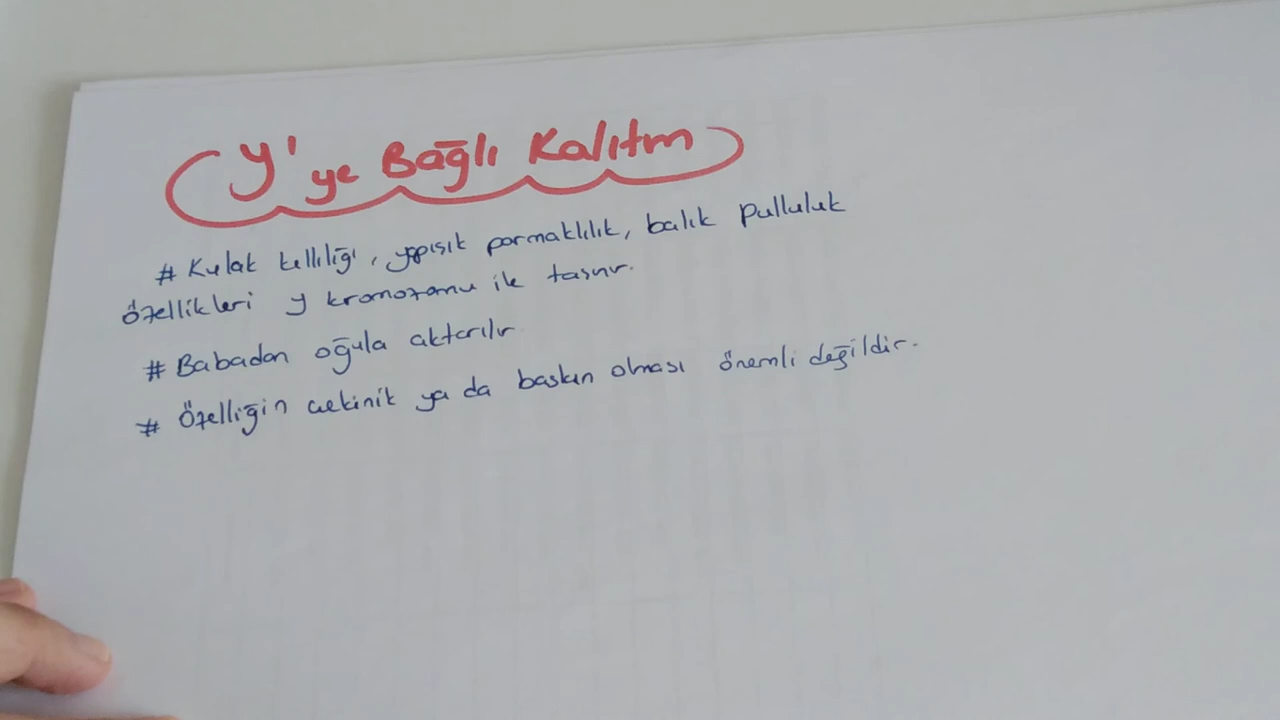 Y'ye Bağlı Kalıtım
# Kulak kıllılığı, yapışık parmaklılık, balık pulluluk
özellikleri y kromozomu ile taşınır.
# Babadan oğula aktarılır
# Özelliğin çekinik ya da baskın olması önemli değildir.